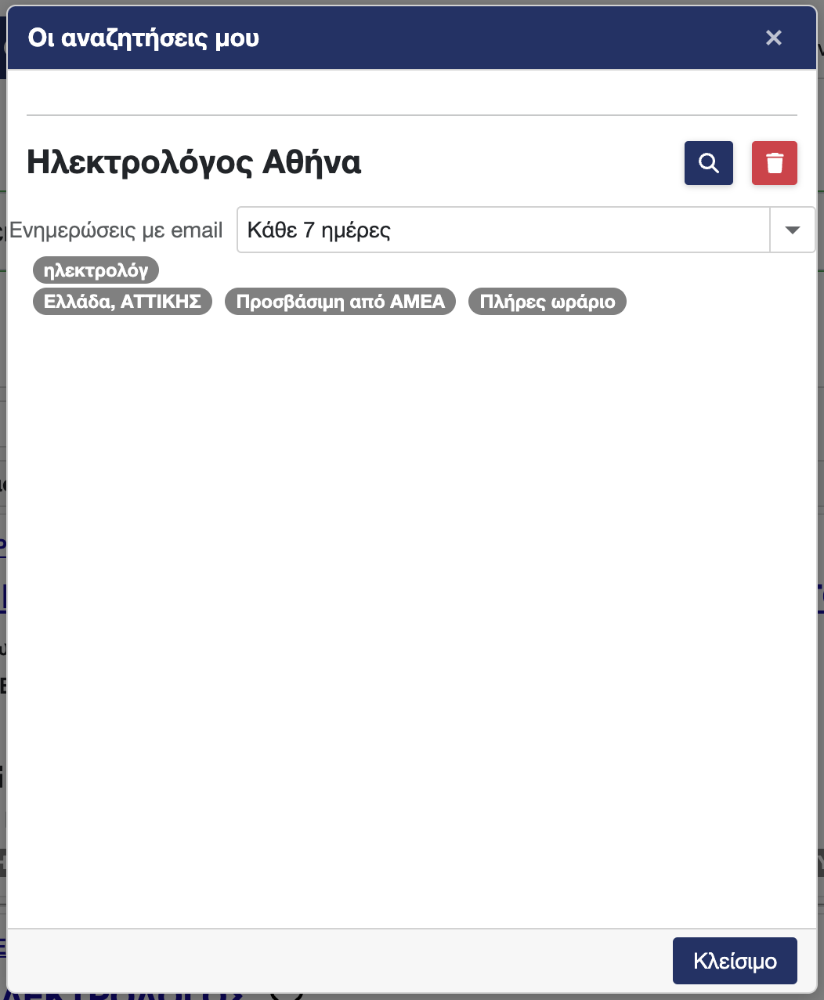 Οι αναζητήσεις μου
Ηλεκτρολόγος Αθήνα
Ενημερώσεις με email
Κάθε 7 ημέρες
ηλεκτρολόγ
Ελλάδα, ΑΤΤΙΚΗΣ
Προσβάσιμη από ΑΜΕΑ
Πλήρες ωράριο
Κλείσιμο